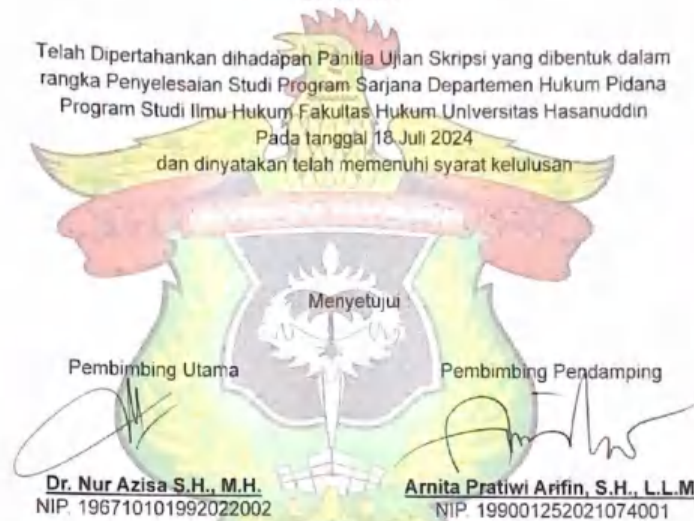 Telah Dipertahankan dihadapan Panitia Ujian Skripsi yang dibentuk dalam
rangka Penyelesaian Studi Program Sarjana Departemen Hukum Pidana
Program Studi Ilmu Hukum Fakultas Hukum Universitas Hasanuddin
Pada tanggal 18 Juli 2024
dan dinyatakan telah memenuhi syarat kelulusan
Menyetujui :
Pembimbing Utama
Pembimbing Pendamping
Dr. Nur Azisa S.H., M.H.
Arnita Pratiwi Arifin, S.H., L.L.M
NIP. 196710101992022002
NIP. 199001252021074001